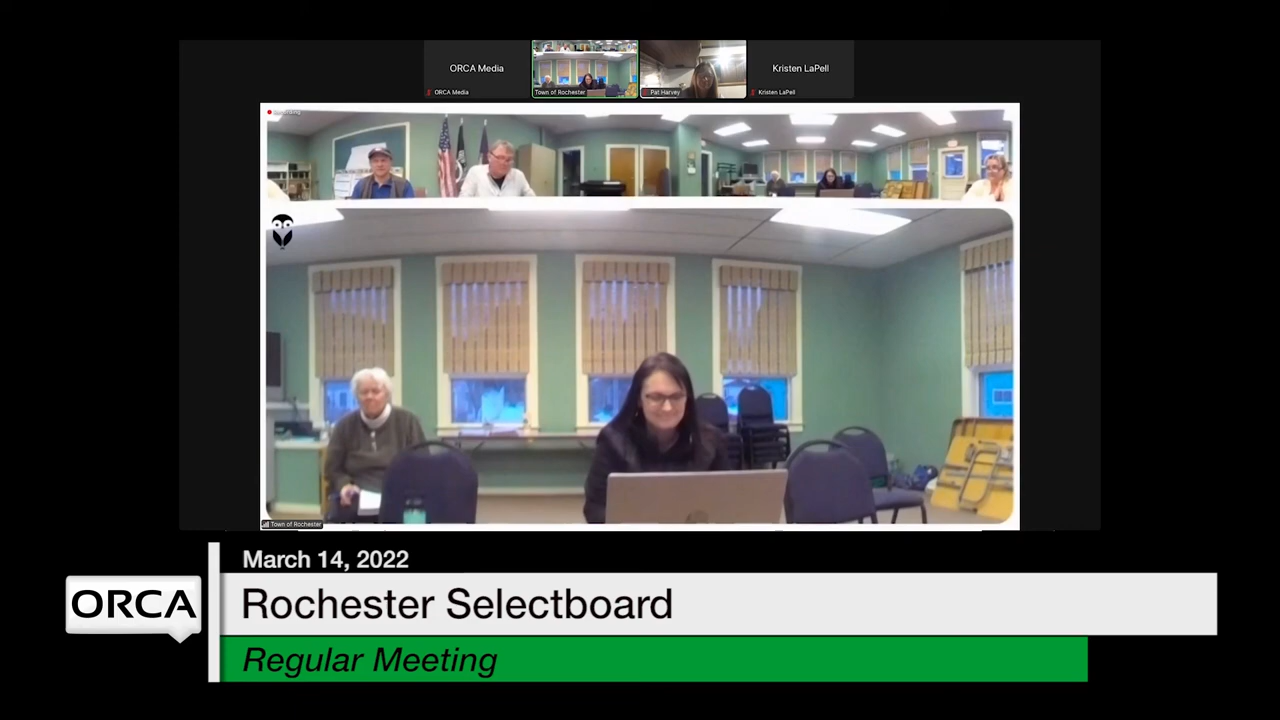 ORCA Media
Kristen LaPell
ORCA Media
Town of Rochester
Pat Harvey
Kristen LaPell
Town of Rochester
March 14, 2022
ORCA
Rochester Selectboard
Regular Meeting